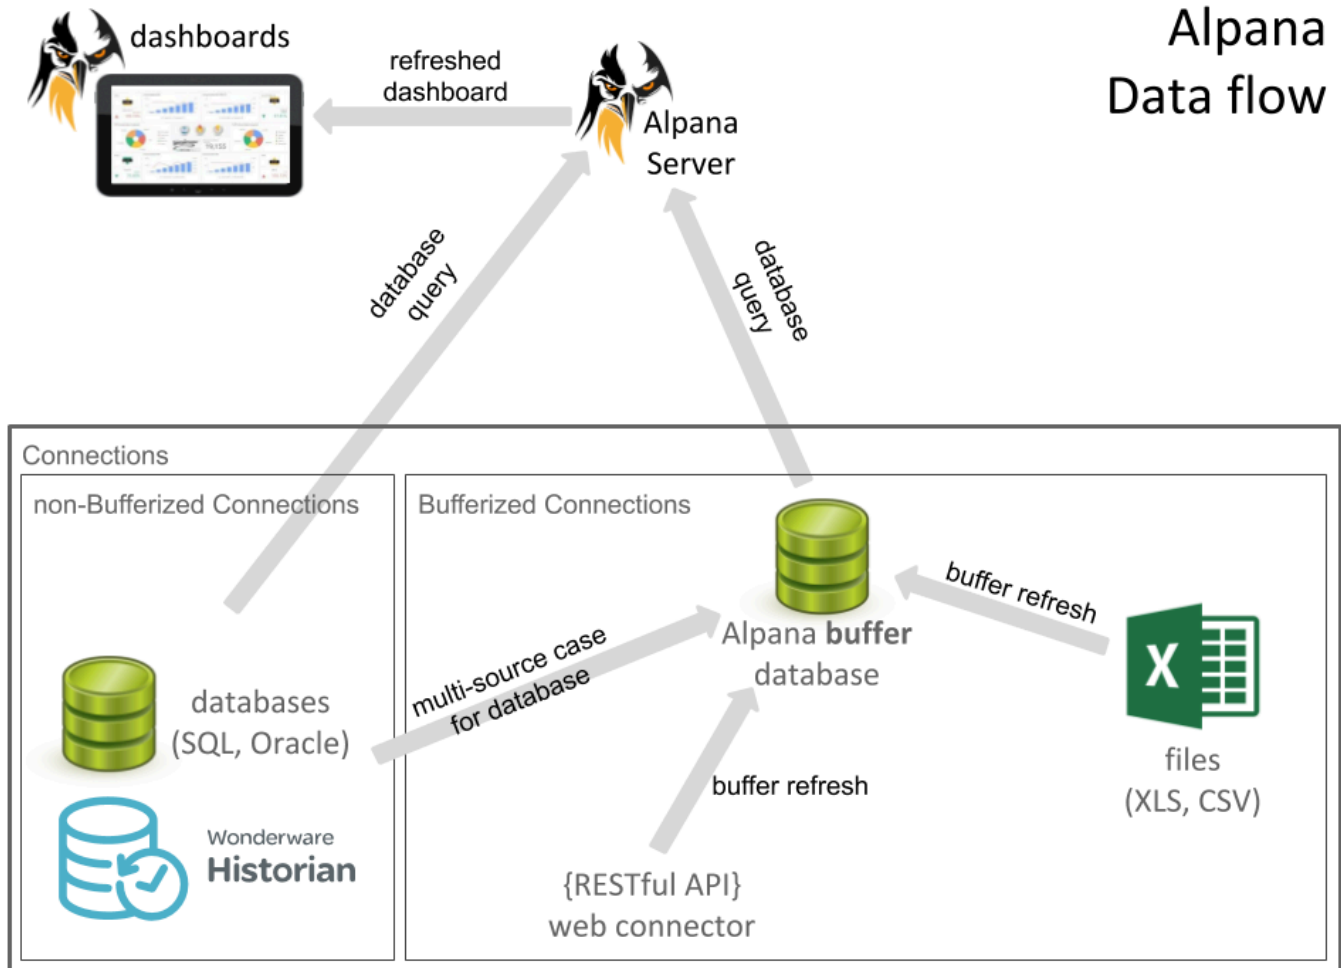 Alpana
Data flow
dashboards
refreshed
dashboard
Alpana
Server
database
query
database
query
Connections
non-Bufferized Connections
Bufferized Connections
buffer refresh
Alpana buffer
database
multi-source case
for database
databases
(SQL, Oracle)
X
files
(XLS, CSV)
buffer refresh
Wonderware
Historian
{RESTful API}
web connector